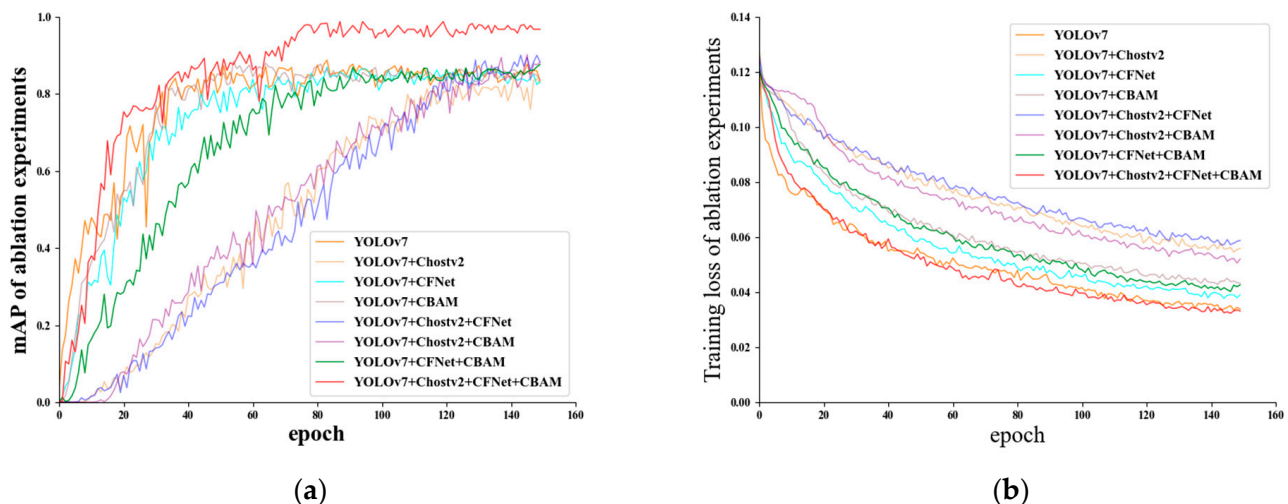 mAP of ablation experiments
1.0
0.8
0.6
0.4
0.2
0.0
YOLOv7
YOLOv7+Chostv2
YOLOv7+CFNet
YOLOv7+CBAM
YOLOv7+Chostv2+CFNet
YOLOv7+Chostv2+CBAM
YOLOv7+CFNet+CBAM
YOLOv7+Chostv2+CFNet+CBAM
0 20 40 60 80 100 120 140 160
epoch
(a)
Training loss of ablation experiments
0.14
0.12
0.10
0.08
0.06
0.04
0.02
0.00
YOLOv7
YOLOv7+Chostv2
YOLOv7+CFNet
YOLOv7+CBAM
YOLOv7+Chostv2+CFNet
YOLOv7+Chostv2+CBAM
YOLOv7+CFNet+CBAM
YOLOv7+Chostv2+CFNet+CBAM
0 20 40 60 80 100 120 140 160
epoch
(b)